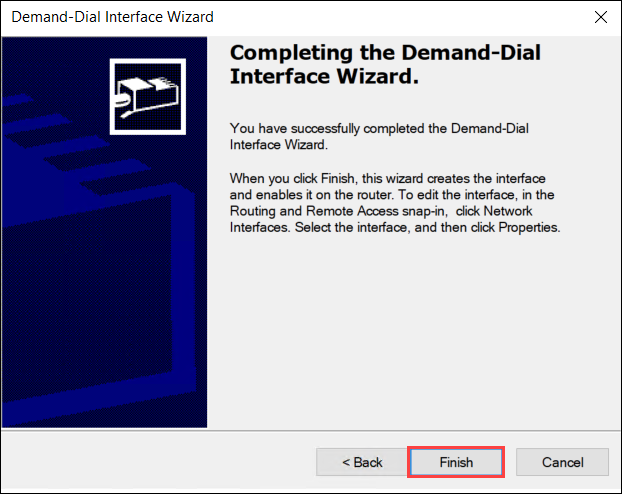 Demand-Dial Interface Wizard
Completing the Demand-Dial
Interface Wizard.
You have successfully completed the Demand-Dial
Interface Wizard.
When you click Finish, this wizard creates the interface
and enables it on the router. To edit the interface, in the
Routing and Remote Access snap-in, click Network
Interfaces. Select the interface, and then click Properties.
< Back
Finish
Cancel